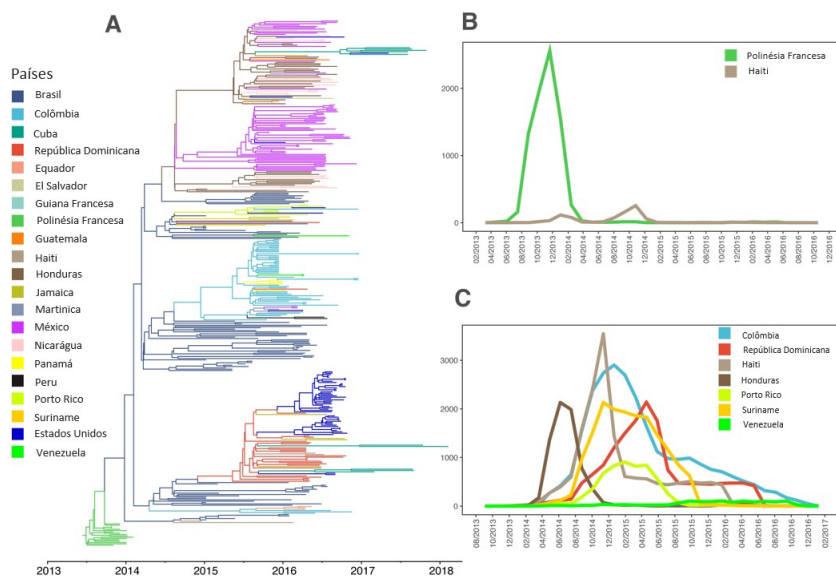 A
Países
Brasil
Colômbia
Cuba
República Dominicana
Equador
El Salvador
Guiana Francesa
Polinésia Francesa
Guatemala
Haiti
Honduras
Jamaica
Martinica
México
Nicarágua
Panamá
Peru
Porto Rico
Suriname
Estados Unidos
Venezuela
2013 2014 2015 2016 2017 2018
B
Polinésia Francesa
Haiti
2000
1000
0
02/2013 04/2013 06/2013 08/2013 10/2013 12/2013 02/2014 04/2014 06/2014 08/2014 10/2014 12/2014 02/2015 04/2015 06/2015 08/2015 10/2015 12/2015 02/2016 04/2016 06/2016 08/2016 10/2016 12/2016
C
Colômbia
República Dominicana
Haiti
Honduras
Porto Rico
Suriname
Venezuela
3000
2000
1000
0
08/2013 10/2013 12/2013 02/2014 04/2014 06/2014 08/2014 10/2014 12/2014 02/2015 04/2015 06/2015 08/2015 10/2015 12/2015 02/2016 04/2016 06/2016 08/2016 10/2016 12/2016 02/2017